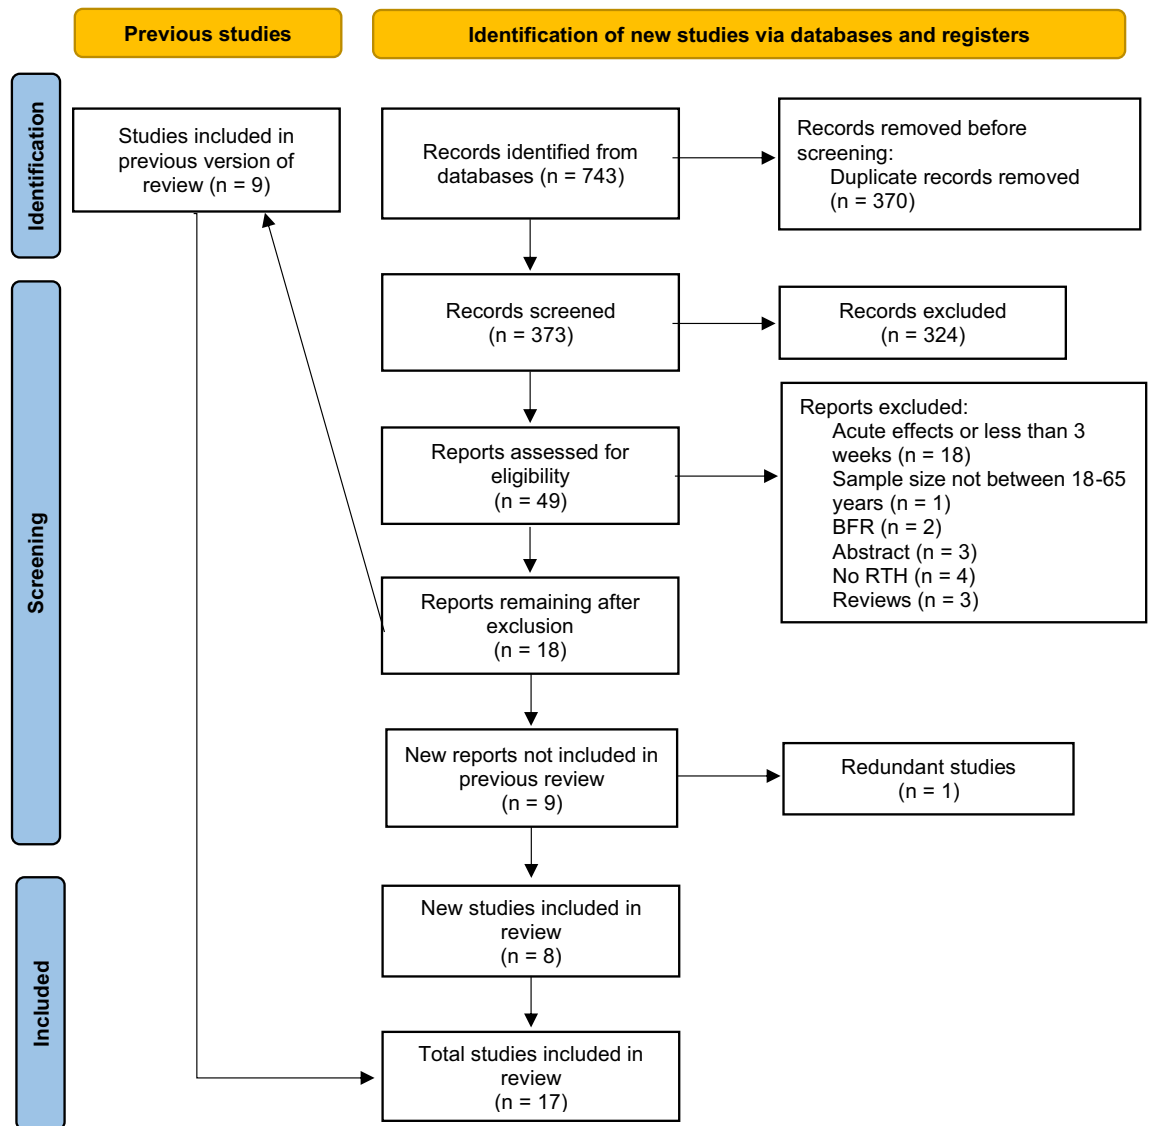 Previous studies
Identification of new studies via databases and registers
Identification
Studies included in
previous version of
review (n = 9)
Records identified from
databases (n = 743)
Records removed before
screening:
Duplicate records removed
(n = 370)
Screening
Records screened
(n = 373)
Records excluded
(n = 324)
Reports assessed for
eligibility
(n = 49)
Reports excluded:
Acute effects or less than 3
weeks (n = 18)
Sample size not between 18-65
years (n = 1)
BFR (n = 2)
Abstract (n = 3)
No RTH (n = 4)
Reviews (n = 3)
Reports remaining after
exclusion
(n = 18)
New reports not included in
previous review
(n = 9)
Redundant studies
(n = 1)
Included
New studies included in
review
(n = 8)
Total studies included in
review
(n = 17)